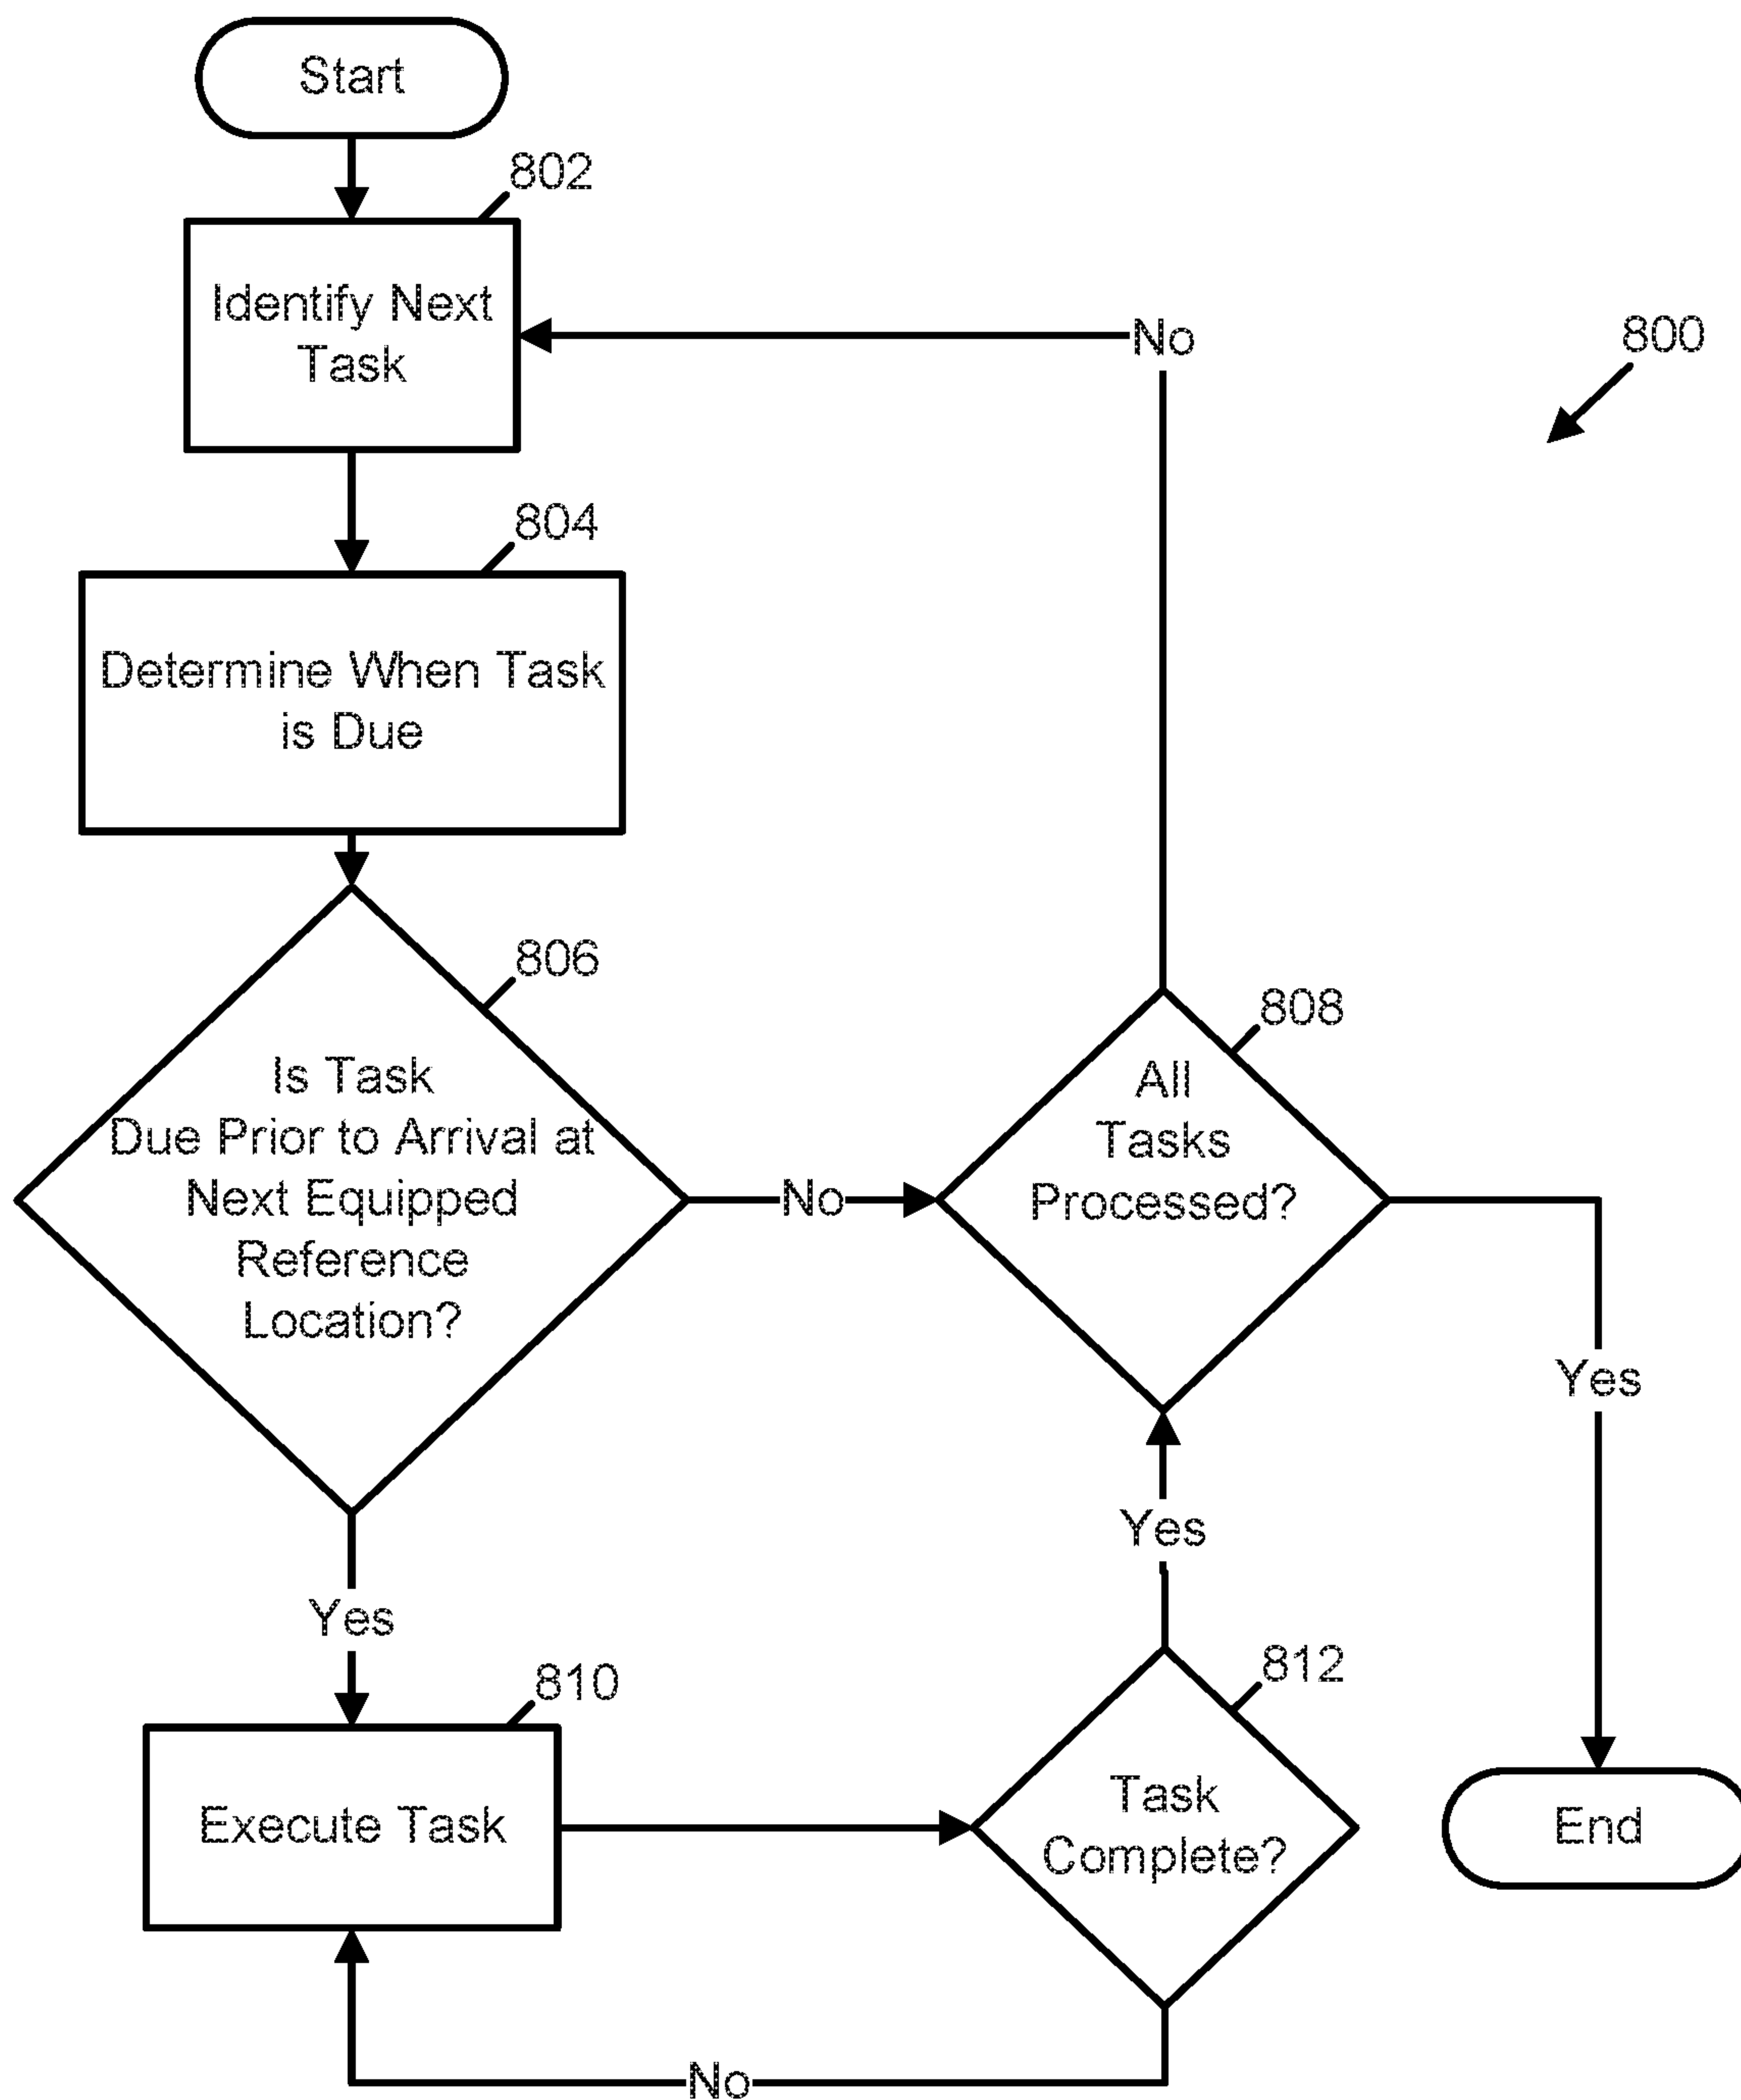 Start
802
Identify Next
Task
No
800
804
Determine When Task
is Due
806
Is Task
Due Prior to Arrival at
Next Equipped
Reference
Location?
No
808
All
Tasks
Processed?
Yes
Yes
Yes
810
Execute Task
812
Task
Complete?
End
No